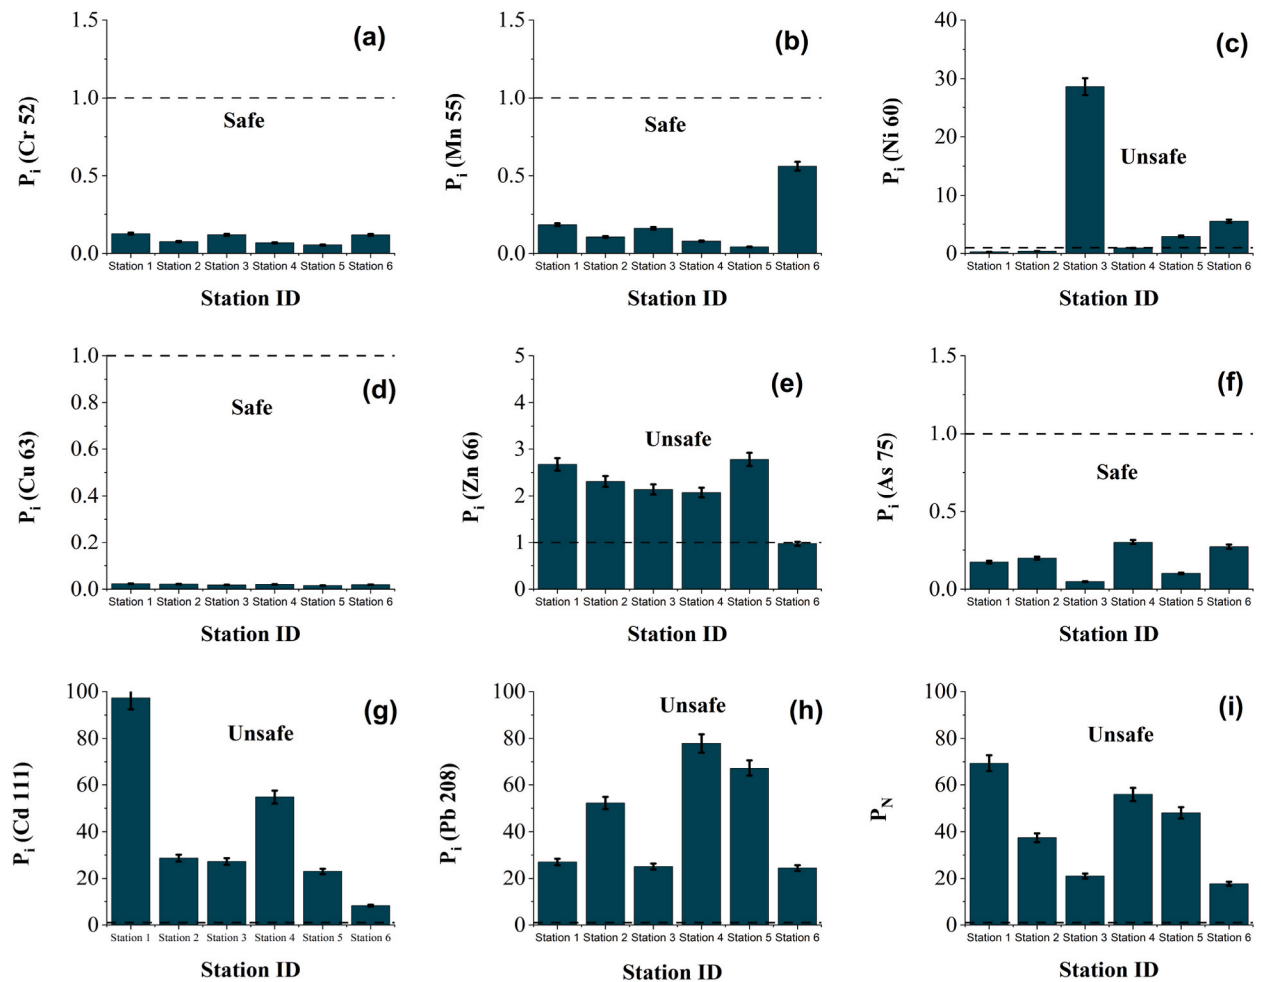 (a)
P_i (Cr 52)
1.5
1.0
0.5
0.0
Safe
Station 1 Station 2 Station 3 Station 4 Station 5 Station 6
Station ID
(b)
P_i (Mn 55)
1.5
1.0
0.5
0.0
Safe
Station 1 Station 2 Station 3 Station 4 Station 5 Station 6
Station ID
(c)
P_i (Ni 60)
40
30
20
10
0
Unsafe
Station 1 Station 2 Station 3 Station 4 Station 5 Station 6
Station ID
(d)
P_i (Cu 63)
1.0
0.8
0.6
0.4
0.2
0.0
Safe
Station 1 Station 2 Station 3 Station 4 Station 5 Station 6
Station ID
(e)
P_i (Zn 66)
5
4
3
2
1
0
Unsafe
Station 1 Station 2 Station 3 Station 4 Station 5 Station 6
Station ID
(f)
P_i (As 75)
1.5
1.0
0.5
0.0
Safe
Station 1 Station 2 Station 3 Station 4 Station 5 Station 6
Station ID
(g)
P_i (Cd 111)
100
80
60
40
20
0
Unsafe
Station 1 Station 2 Station 3 Station 4 Station 5 Station 6
Station ID
(h)
P_i (Pb 208)
100
80
60
40
20
0
Unsafe
Station 1 Station 2 Station 3 Station 4 Station 5 Station 6
Station ID
(i)
P_N
100
80
60
40
20
0
Unsafe
Station 1 Station 2 Station 3 Station 4 Station 5 Station 6
Station ID